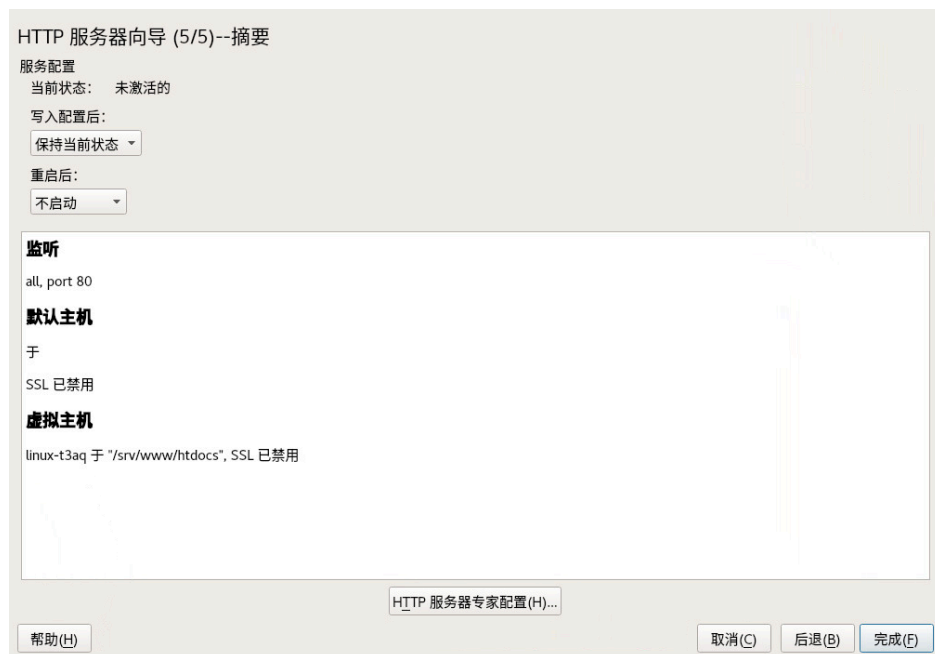 HTTP 服务器向导 (5/5)--摘要
服务配置
当前状态： 未激活的
写入配置后：
保持当前状态
重启后：
不启动
监听
all, port 80
默认主机
于
SSL 已禁用
虚拟主机
linux-t3aq 于 "/srv/www/htdocs", SSL 已禁用
HTTP 服务器专家配置(H)...
帮助(H) 取消(C) 后退(B) 完成(F)